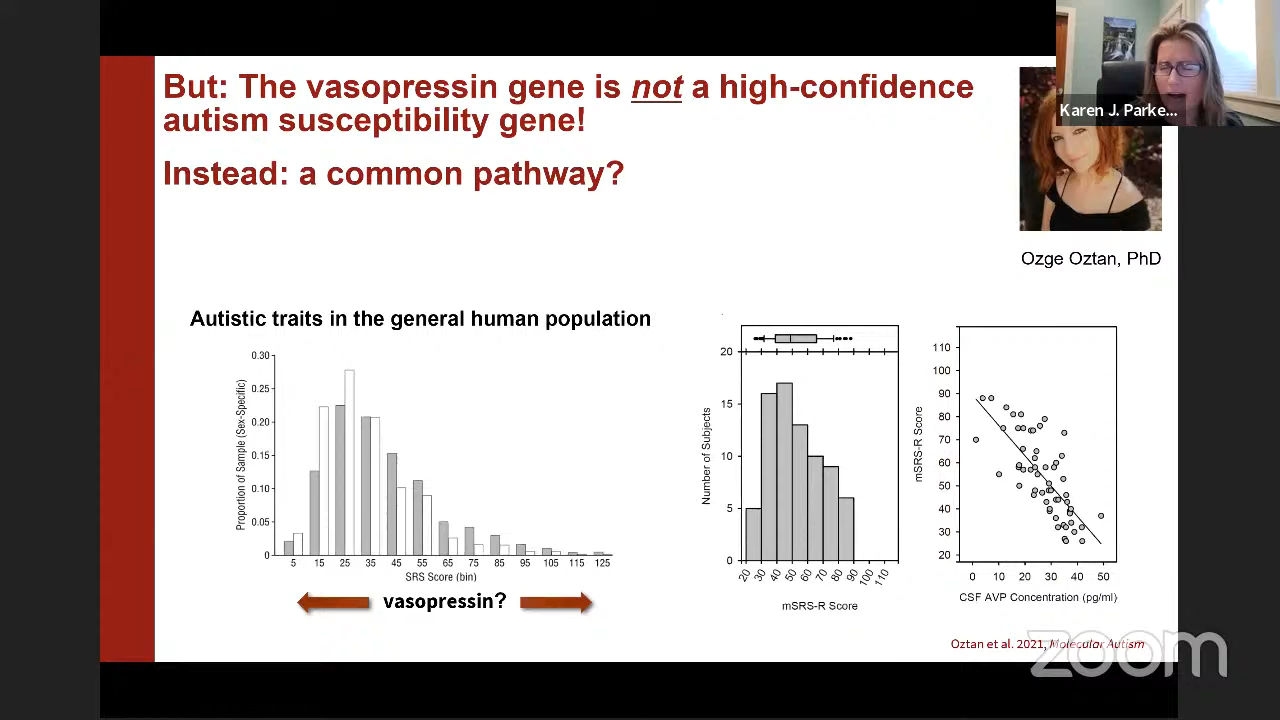 But: The vasopressin gene is not a high-confidence
autism susceptibility gene!
Instead: a common pathway?
Karen J. Parke...
Ozge Oztan, PhD
Autistic traits in the general human population
0.30
0.25
0.20
0.15
0.10
0.05
0
Proportion of Sample (Sex-Specific)
5 15 25 35 45 55 65 75 85 95 105 115 125
SRS Score (bin)
vasopressin?
20
15
10
5
0
Number of Subjects
20 30 40 50 60 70 80 90 100 110
mSRS-R Score
110
100
90
80
70
60
50
40
30
20
mSRS-R Score
0 10 20 30 40 50
CSF AVP Concentration (pg/ml)
Oztan et al. 2021, Molecular Autism
zoom